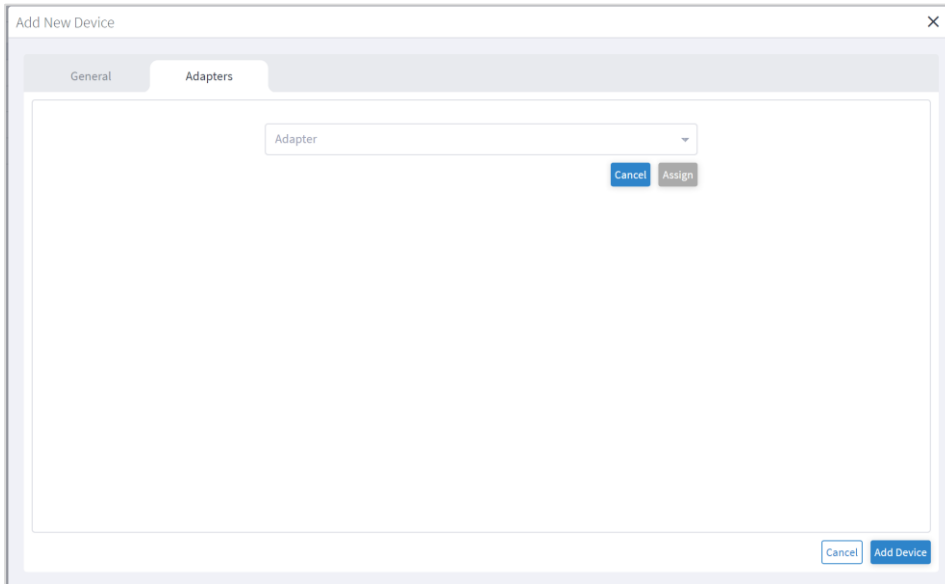 Add New Device
General Adapters
Adapter
Cancel Assign
Cancel Add Device